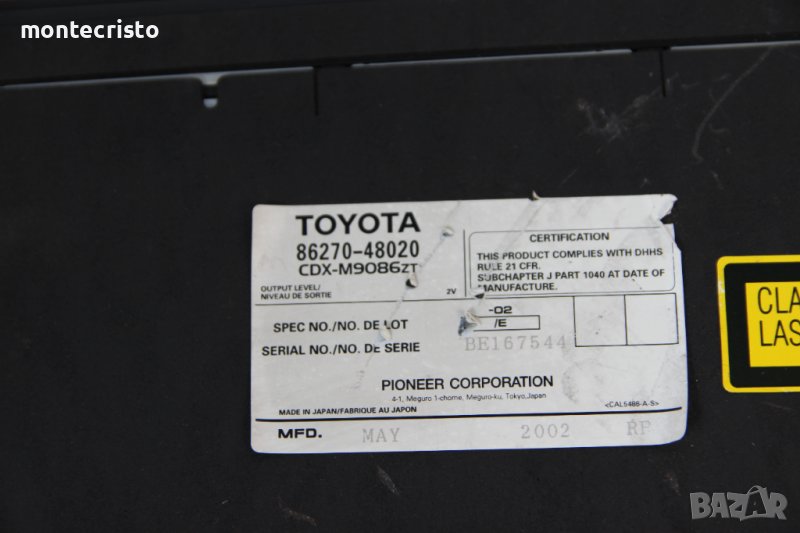 montecristo
TOYOTA
86270-48020
CDX-M9086ZT
OUTPUT LEVEL/
NIVEAU DE SORTIE
2V
CERTIFICATION
THIS PRODUCT COMPLIES WITH DHHS
RULE 21 CFR.
SUBCHAPTER J PART 1040 AT DATE OF
MANUFACTURE.
SPEC NO./NO. DE LOT
-02
/E
SERIAL NO./NO. DE SERIE
BE167544
PIONEER CORPORATION
4-1, Meguro 1-chome, Meguro-ku, Tokyo, Japan
MADE IN JAPAN/FABRIQUE AU JAPON
<CAL5486-A-S>
MFD. MAY 2002 RF
CLA
LAS
BAZAR